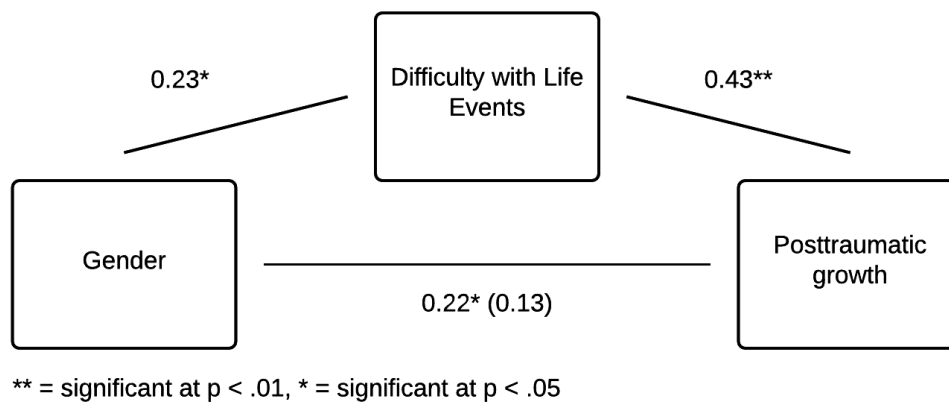 Difficulty with Life
Events
0.23*
0.43**
Gender
Posttraumatic
growth
0.22* (0.13)
** = significant at p < .01, * = significant at p < .05